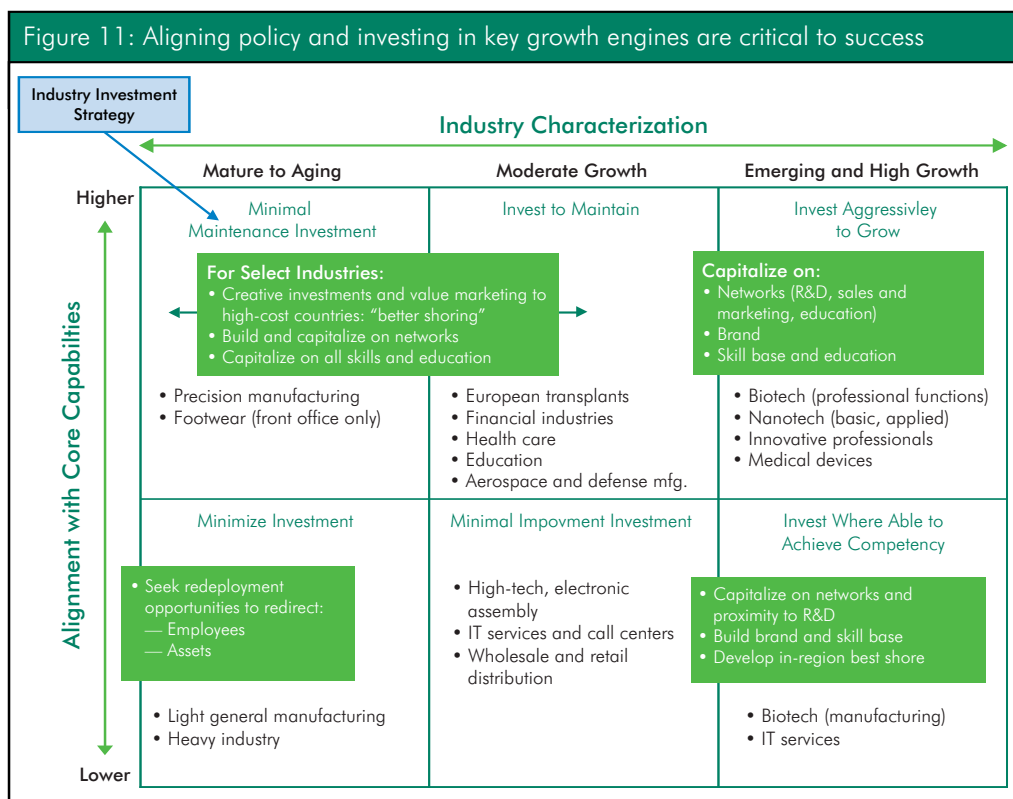 Figure 11: Aligning policy and investing in key growth engines are critical to success
Industry Investment
Strategy
Industry Characterization
Mature to Aging
Moderate Growth
Emerging and High Growth
Higher
Alignment with Core Capabilties
Lower
Minimal
Maintenance Investment
For Select Industries:
• Creative investments and value marketing to
high-cost countries: “better shoring”
• Build and capitalize on networks
• Capitalize on all skills and education
• Precision manufacturing
• Footwear (front office only)
Invest to Maintain
• European transplants
• Financial industries
• Health care
• Education
• Aerospace and defense mfg.
Invest Aggressivley
to Grow
Capitalize on:
• Networks (R&D, sales and
marketing, education)
• Brand
• Skill base and education
• Biotech (professional functions)
• Nanotech (basic, applied)
• Innovative professionals
• Medical devices
Minimize Investment
• Seek redeployment
opportunities to redirect:
— Employees
— Assets
• Light general manufacturing
• Heavy industry
Minimal Impovment Investment
• High-tech, electronic
assembly
• IT services and call centers
• Wholesale and retail
distribution
Invest Where Able to
Achieve Competency
• Capitalize on networks and
proximity to R&D
• Build brand and skill base
• Develop in-region best shore
• Biotech (manufacturing)
• IT services